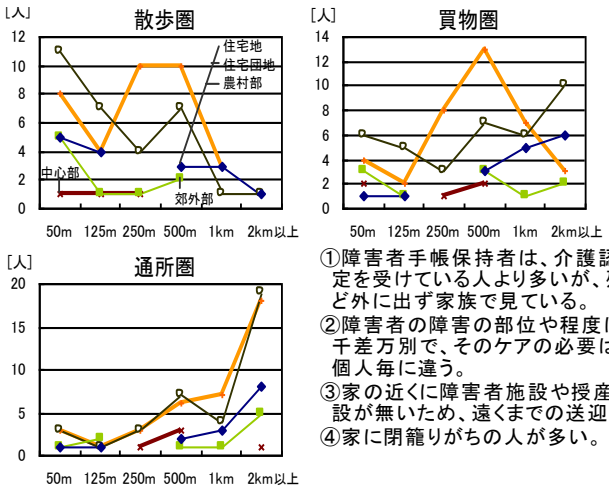 [人]
散歩圏
12
10
8
6
4
2
0
住宅地
住宅団地
農村部
中心部
郊外部
50m 125m 250m 500m 1km 2km以上
[人]
買物圏
14
12
10
8
6
4
2
0
50m 125m 250m 500m 1km 2km以上
[人]
通所圏
20
15
10
5
0
50m 125m 250m 500m 1km 2km以上
①障害者手帳保持者は、介護認
定を受けている人より多いが、
ど外に出ず家族で見ている。
②障害者の障害の部位や程度
千差万別で、そのケアの必要は
個人毎に違う。
③家の近くに障害者施設や授産
設が無いため、遠くまでの送迎
④家に閉籠りがちの人が多い。